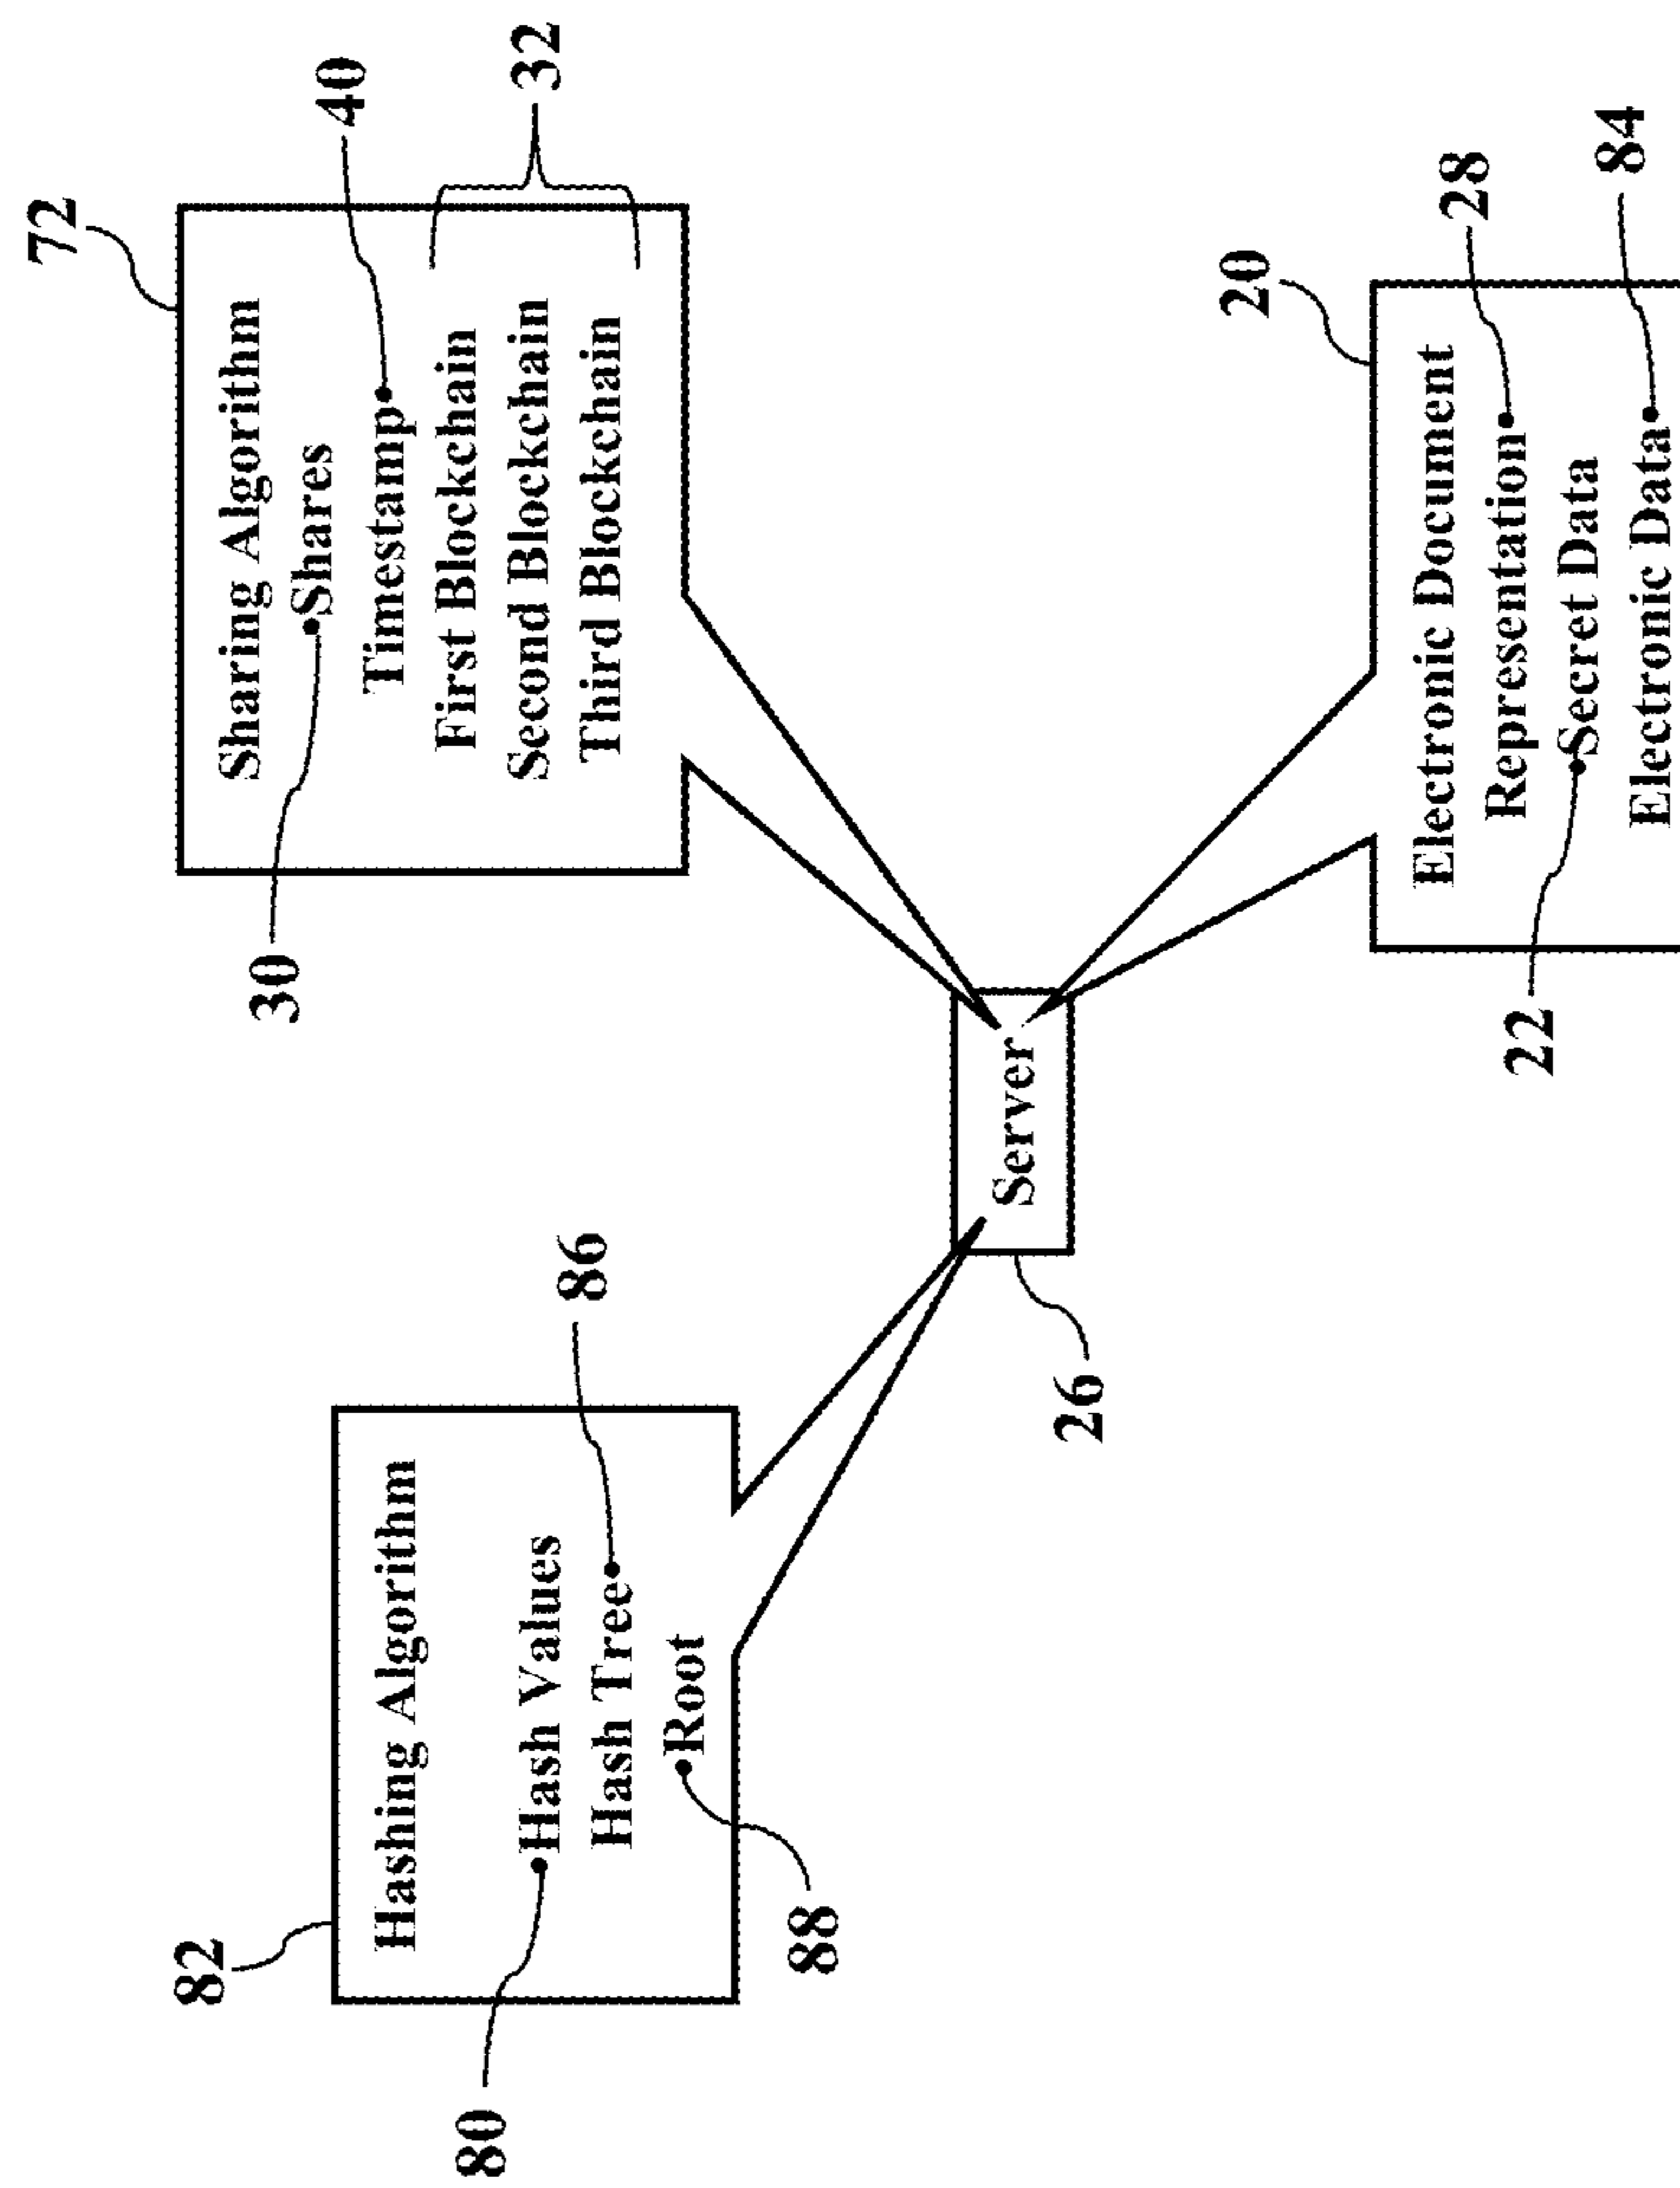 82
Hashing Algorithm
80
Hash Values
Hash Tree
86
Root
88
72
Sharing Algorithm
30
Shares
Timestamp
40
First Blockchain
Second Blockchain
Third Blockchain
32
Server
26
20
Electronic Document
Representation
28
22
Secret Data
Electronic Data
84